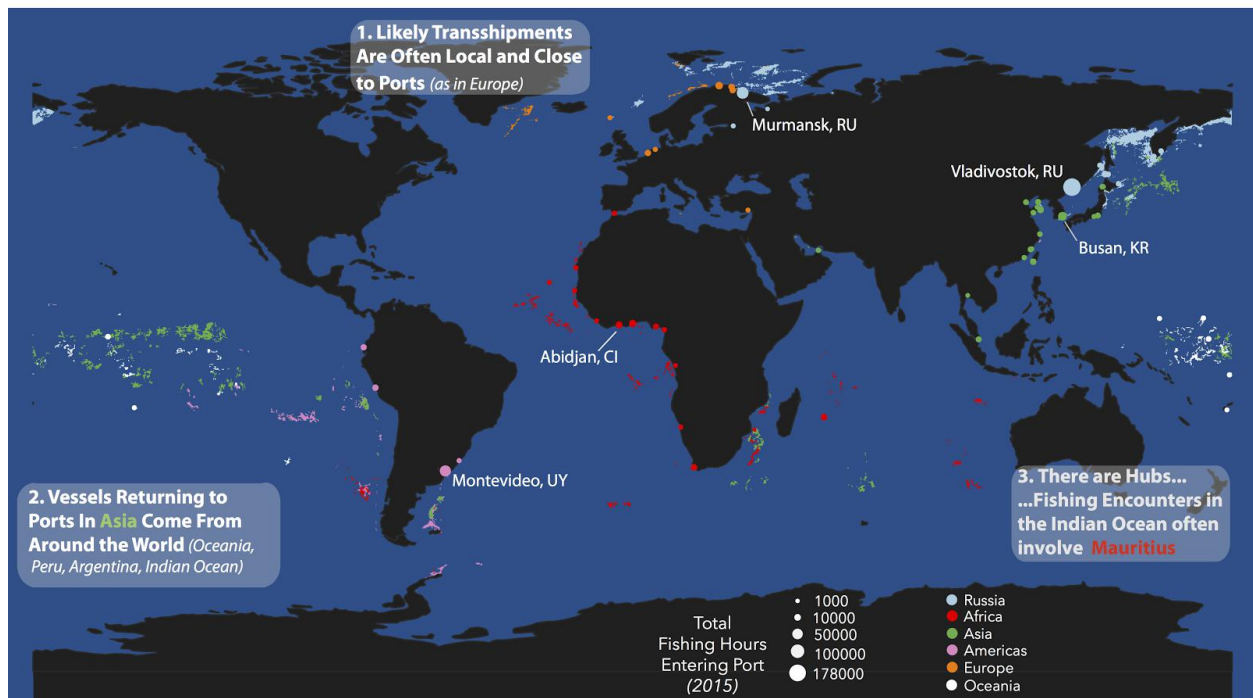 1. Likely Transshipments
Are Often Local and Close
to Ports (as in Europe)
Murmansk, RU
Vladivostok, RU
Busan, KR
Abidjan, CI
Montevideo, UY
2. Vessels Returning to
Ports In Asia Come From
Around the World (Oceania,
Peru, Argentina, Indian Ocean)
3. There are Hubs...
...Fishing Encounters in
the Indian Ocean often
involve Mauritius
Total
Fishing Hours
Entering Port
(2015)
1000
10000
50000
100000
178000
Russia
Africa
Asia
Americas
Europe
Oceania